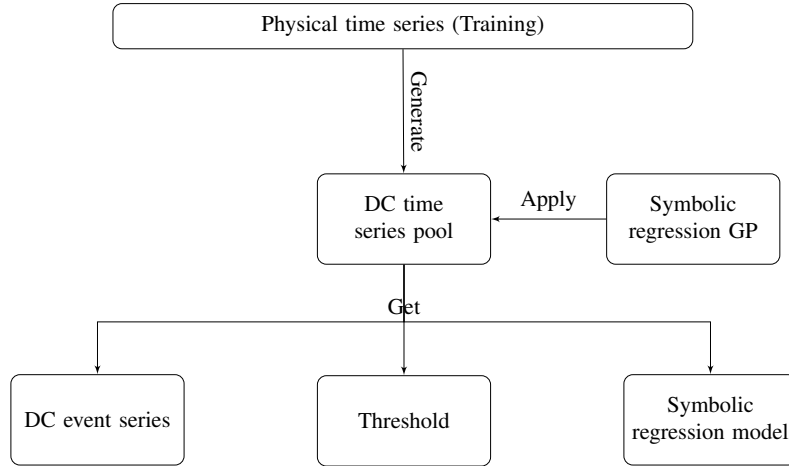 Physical time series (Training)
Generate
DC time
series pool
Apply
Symbolic
regression GP
Get
DC event series
Threshold
Symbolic
regression model